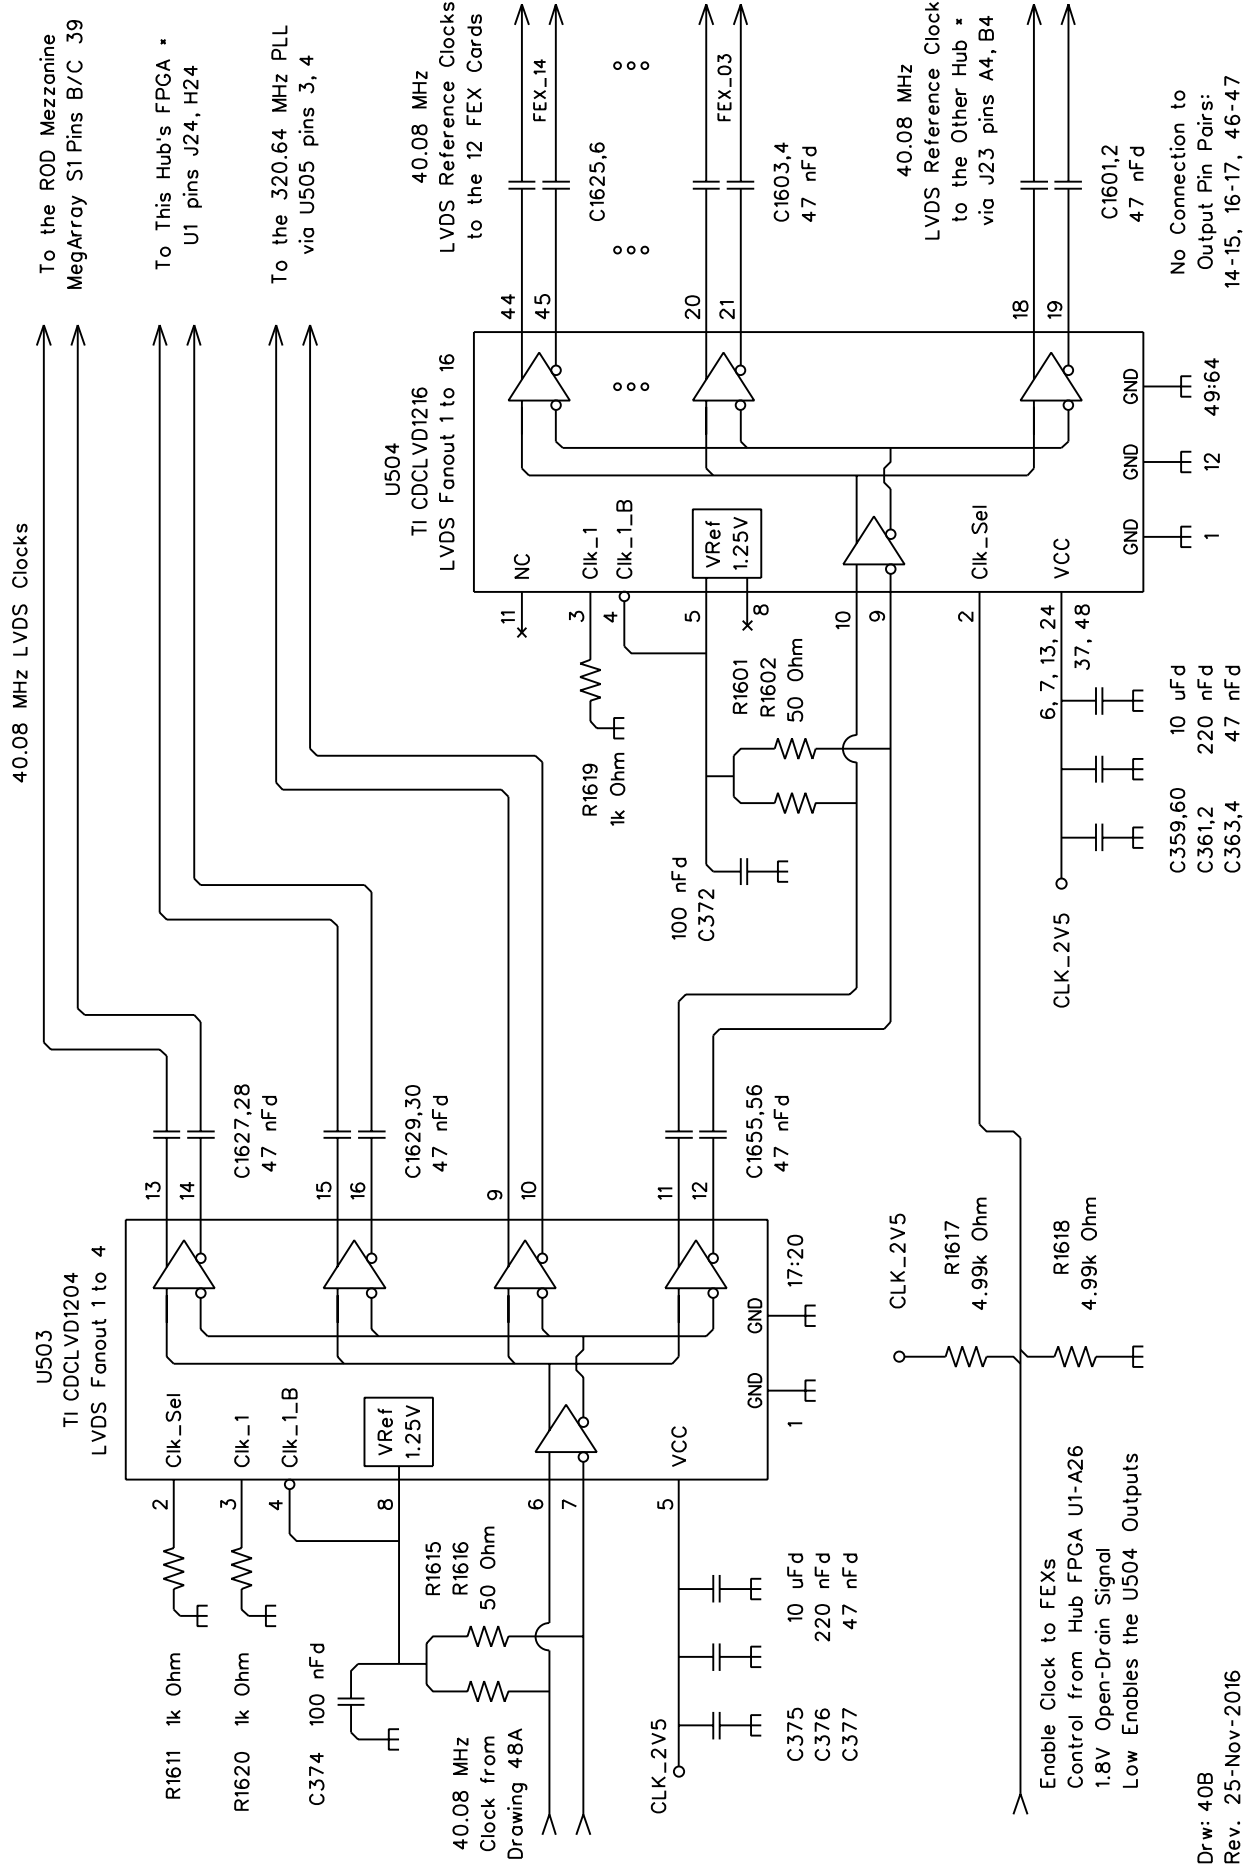 40.08 MHz LVDS Clocks
To the ROD Mezzanine
MegArray S1 Pins B/C 39
To This Hub's FPGA *
U1 pins J24, H24
To the 320.64 MHz PLL
via U505 pins 3, 4
U503
TI CDCLVD1204
LVDS Fanout 1 to 4
R1611 1k Ohm
2
Clk_Sel
13
14
C1627,28
47 nFd
R1620 1k Ohm
3
Clk_1
4
Clk_1_B
C374 100 nFd
8
VRef
1.25V
15
16
C1629,30
47 nFd
R1615
R1616
50 Ohm
40.08 MHz
Clock from
Drawing 48A
6
7
9
10
CLK_2V5
5
VCC
11
12
C1655,56
47 nFd
GND
GND
1
17:20
C375 10 uFd
C376 220 nFd
C377 47 nFd
U504
TI CDCLVD1216
LVDS Fanout 1 to 16
11
NC
44
45
40.08 MHz
LVDS Reference Clocks
to the 12 FEX Cards
FEX_14
C1625,6
R1619
1k Ohm
3
Clk_1
4
Clk_1_B
100 nFd
C372
5
VRef
1.25V
8
20
21
FEX_03
C1603,4
47 nFd
R1601
R1602
50 Ohm
10
9
40.08 MHz
LVDS Reference Clock
to the Other Hub *
via J23 pins A4, B4
2
Clk_Sel
18
19
C1601,2
47 nFd
CLK_2V5
6, 7, 13, 24
37, 48
VCC
GND
GND
GND
1
12
49:64
C359,60 10 uFd
C361,2 220 nFd
C363,4 47 nFd
No Connection to
Output Pin Pairs:
14-15, 16-17, 46-47
CLK_2V5
R1617
4.99k Ohm
R1618
4.99k Ohm
Enable Clock to FEXs
Control from Hub FPGA U1-A26
1.8V Open-Drain Signal
Low Enables the U504 Outputs
Drw: 40B
Rev. 25-Nov-2016